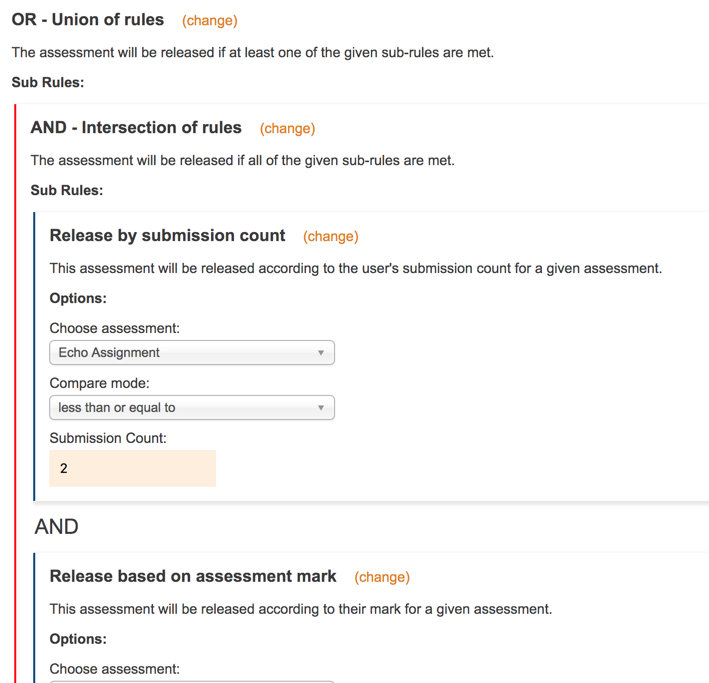 OR - Union of rules (change)
The assessment will be released if at least one of the given sub-rules are met.
Sub Rules:
AND - Intersection of rules (change)
The assessment will be released if all of the given sub-rules are met.
Sub Rules:
Release by submission count (change)
This assessment will be released according to the user's submission count for a given assessment.
Options:
Choose assessment:
Echo Assignment
Compare mode:
less than or equal to
Submission Count:
2
AND
Release based on assessment mark (change)
This assessment will be released according to their mark for a given assessment.
Options:
Choose assessment: